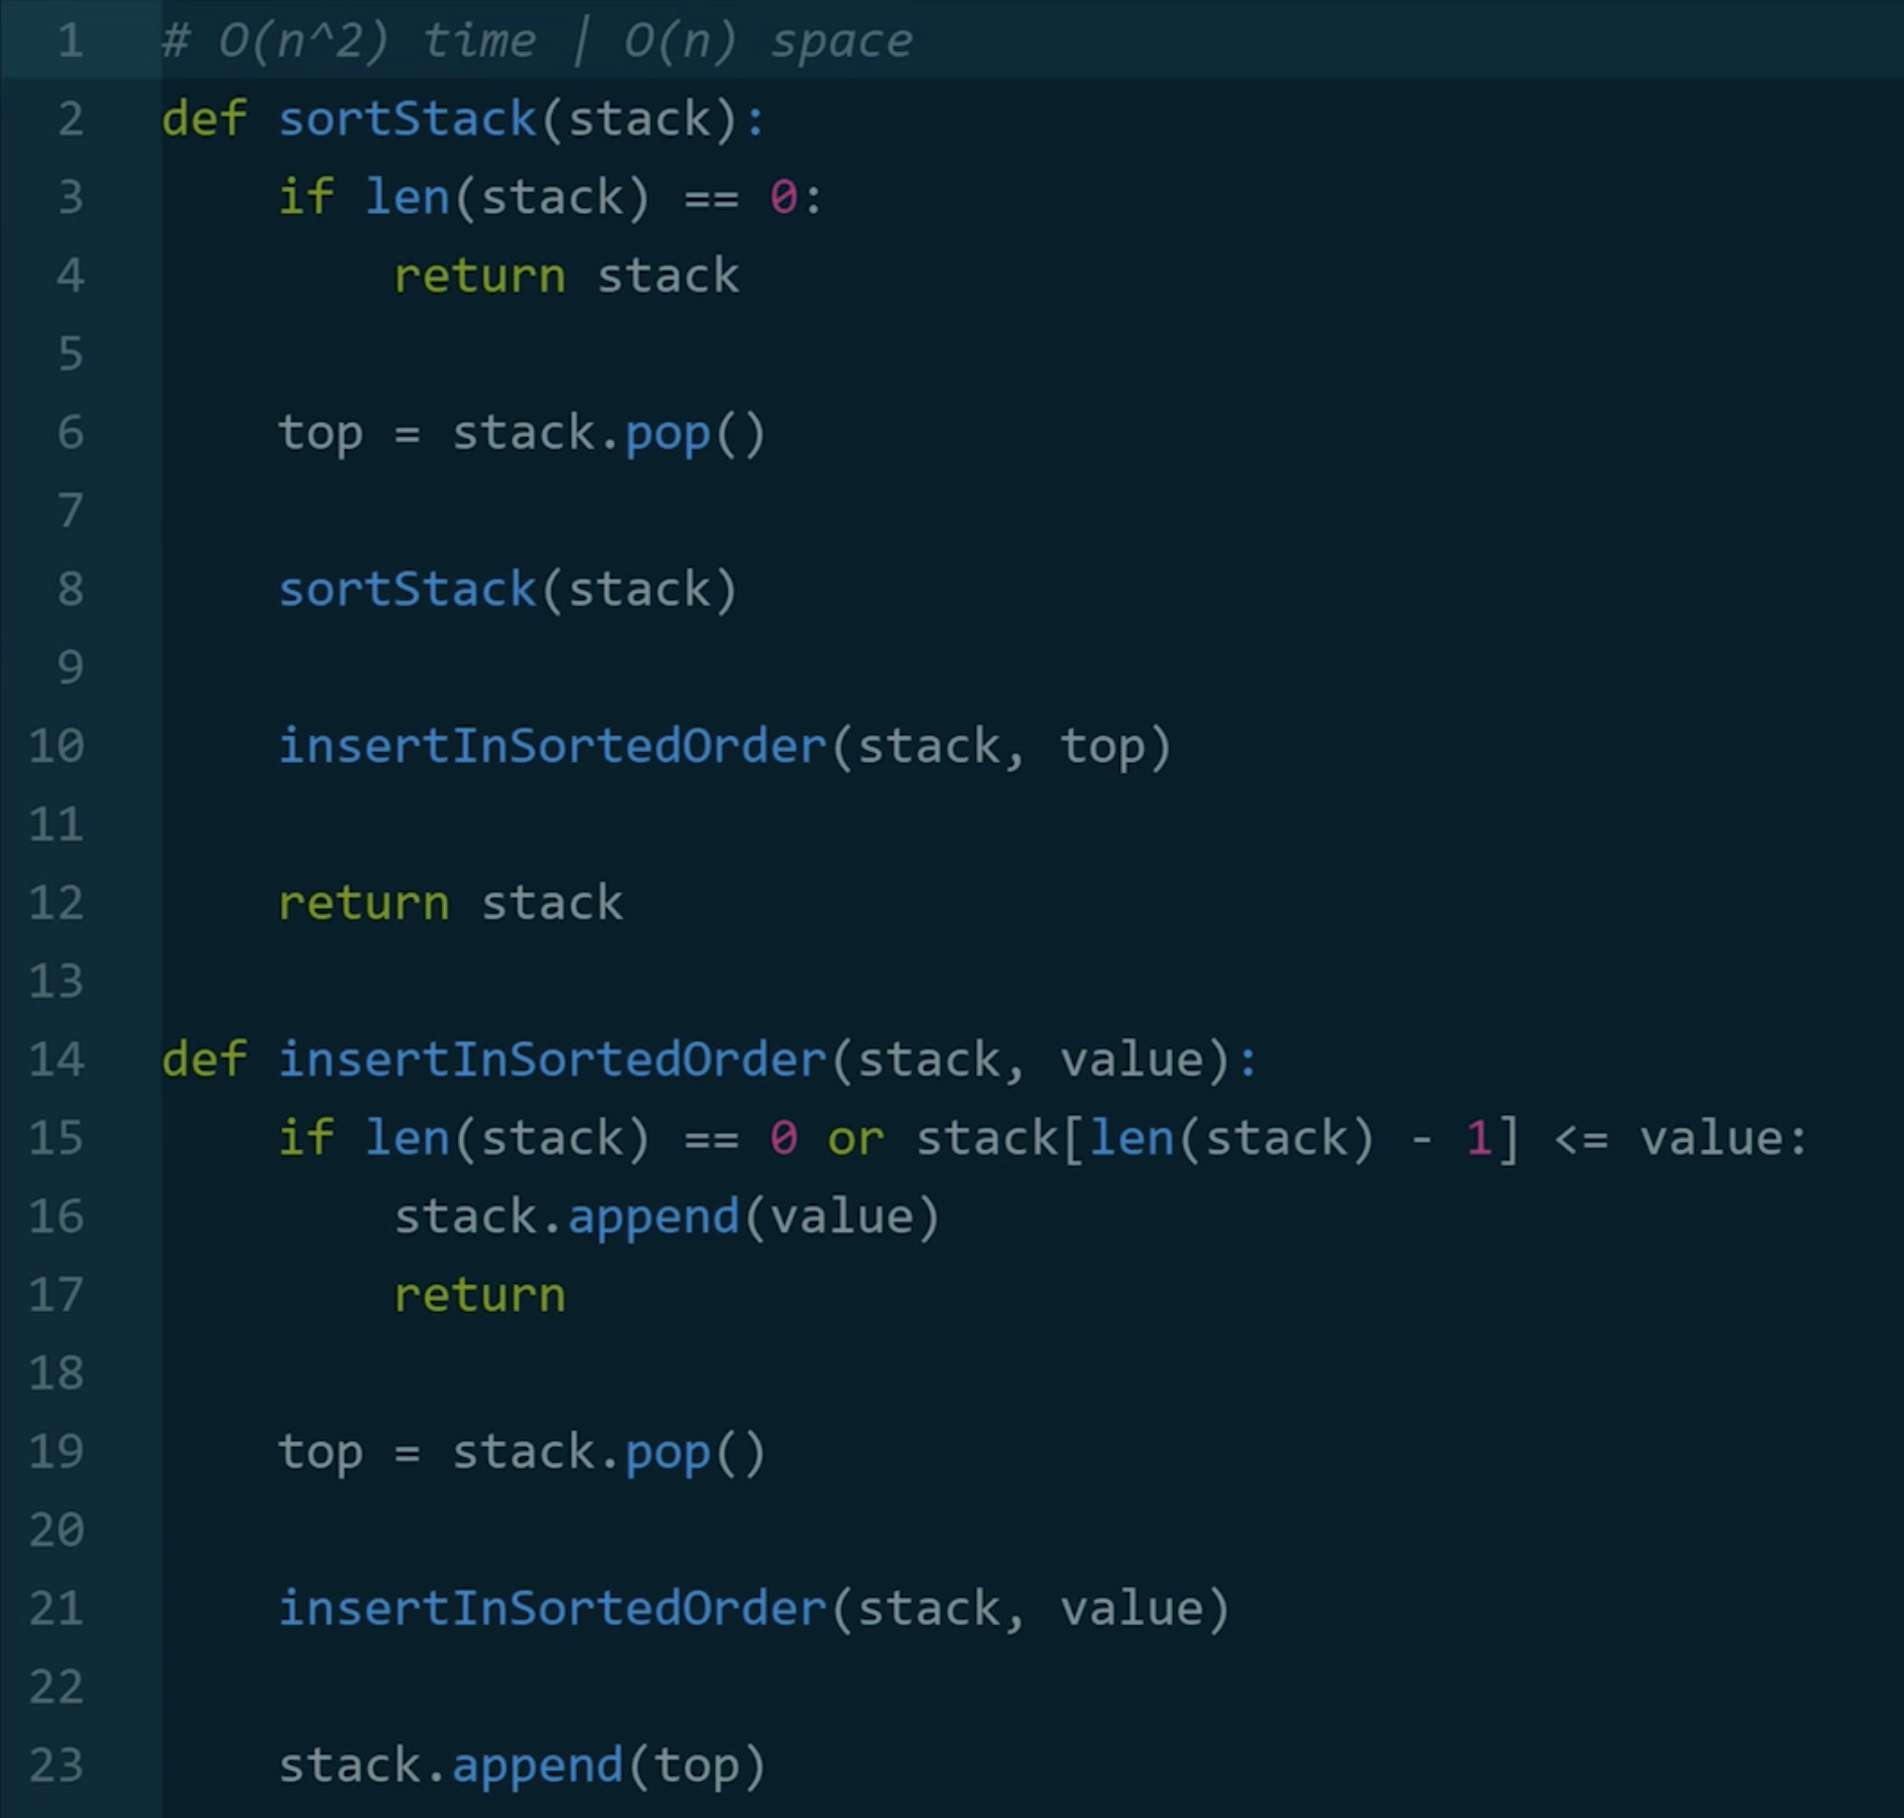 1 # O(n^2) time | O(n) space
2 def sortStack(stack):
3     if len(stack) == 0:
4         return stack
5
6     top = stack.pop()
7
8     sortStack(stack)
9
10     insertInSortedOrder(stack, top)
11
12     return stack
13
14 def insertInSortedOrder(stack, value):
15     if len(stack) == 0 or stack[len(stack) - 1] <= value:
16         stack.append(value)
17         return
18
19     top = stack.pop()
20
21     insertInSortedOrder(stack, value)
22
23     stack.append(top)